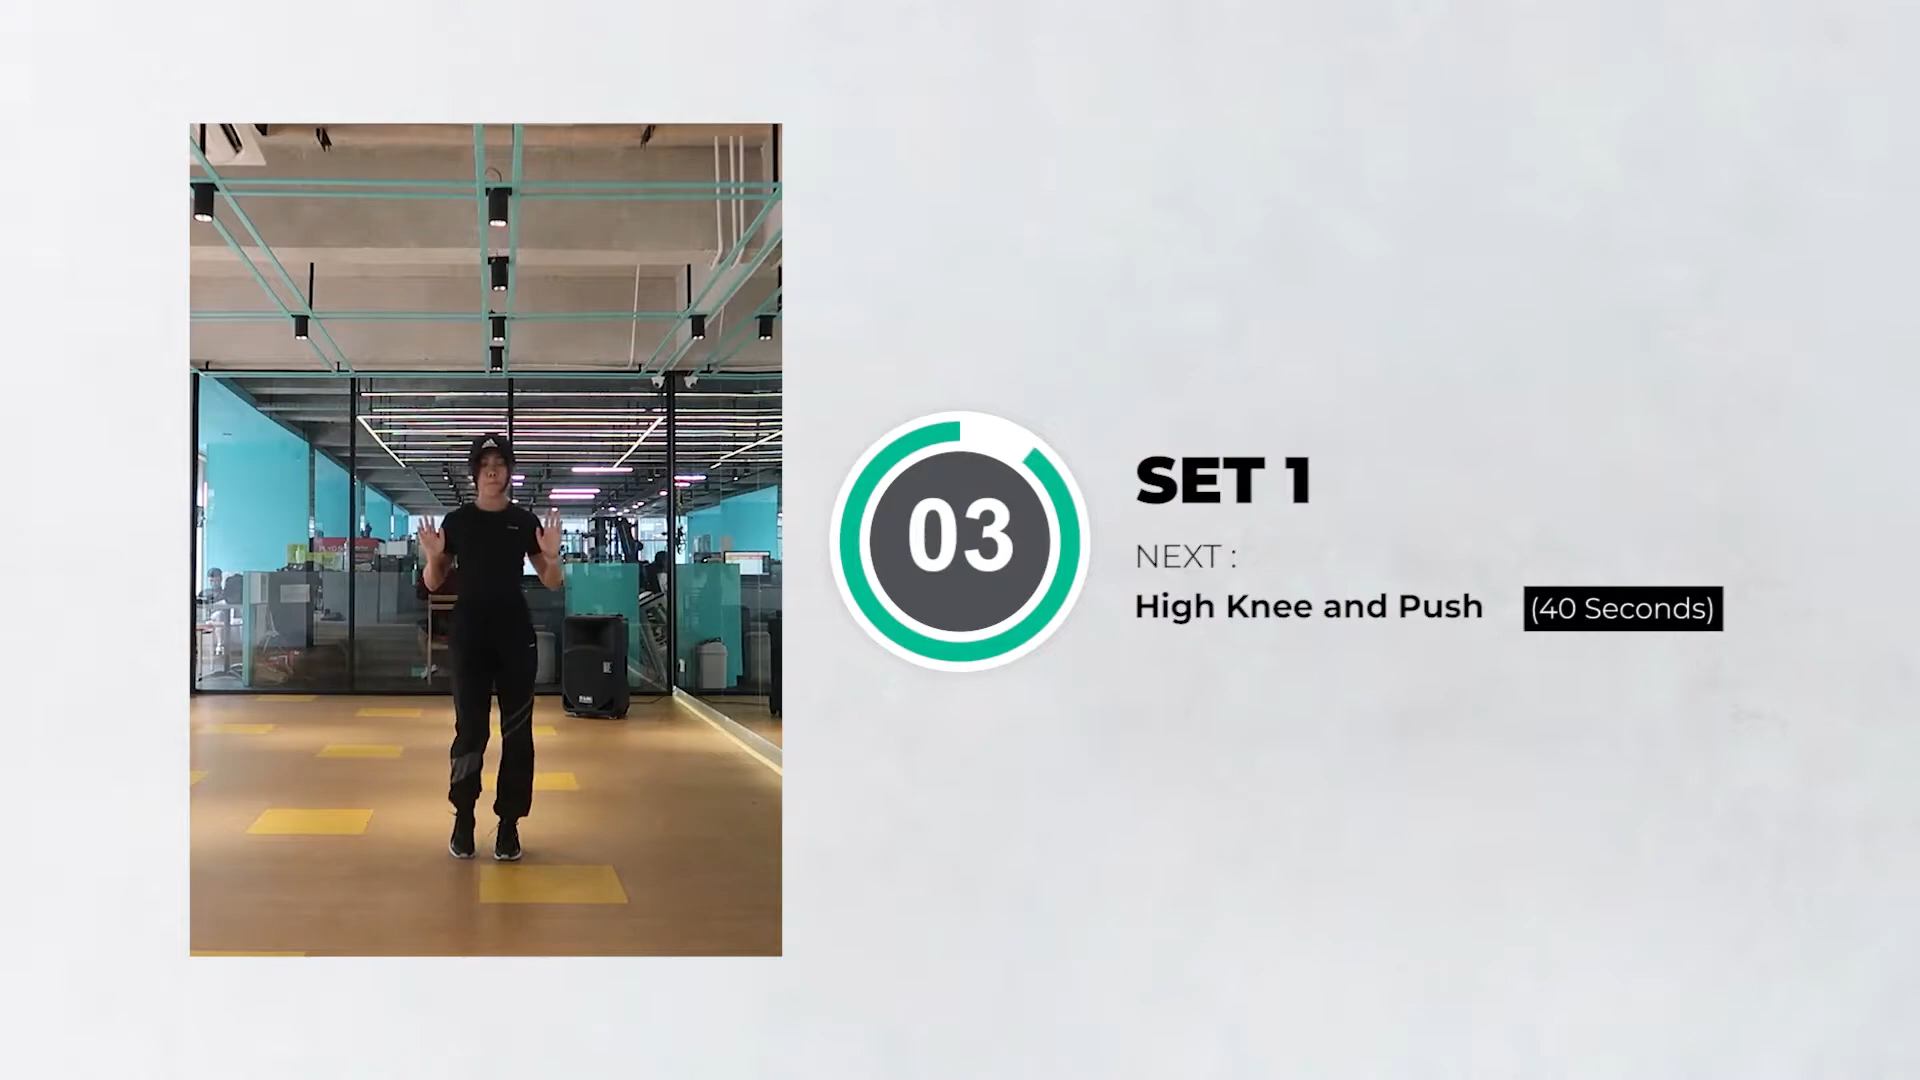 03
SET 1
NEXT :
High Knee and Push (40 Seconds)